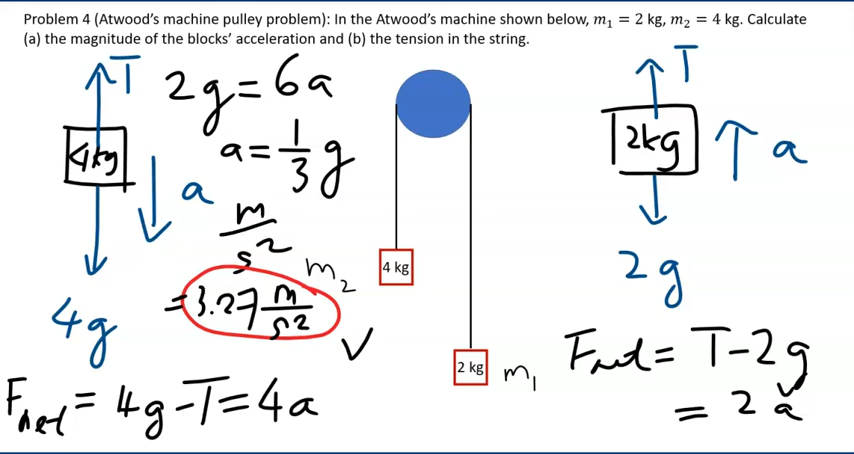 Problem 4 (Atwood's machine pulley problem): In the Atwood's machine shown below, m₁ = 2 kg, m₂ = 4 kg. Calculate
(a) the magnitude of the blocks' acceleration and (b) the tension in the string.
T
4kg
a
4g
Fnet = 4g-T=4a
2g=6a
a=1/3 g
m/s²
=3.27 m/s²
m₂
4 kg
2 kg
m₁
T
2kg
a
2g
Fnet = T-2g
= 2a